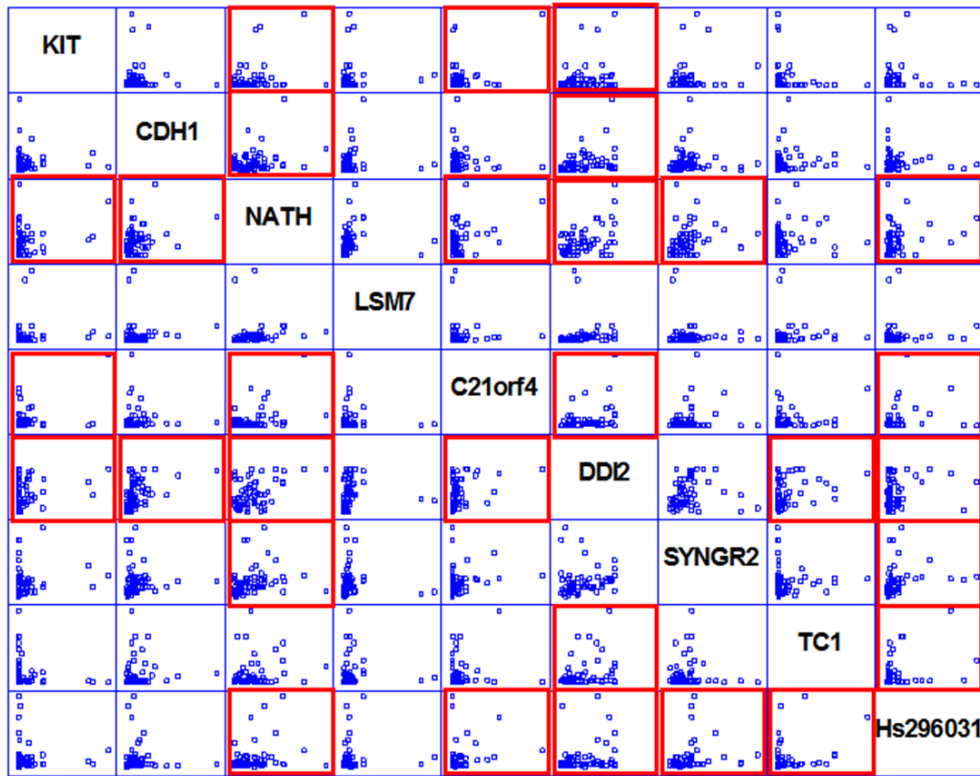 KIT
CDH1
NATH
LSM7
C21orf4
DDI2
SYNGR2
TC1
Hs296031